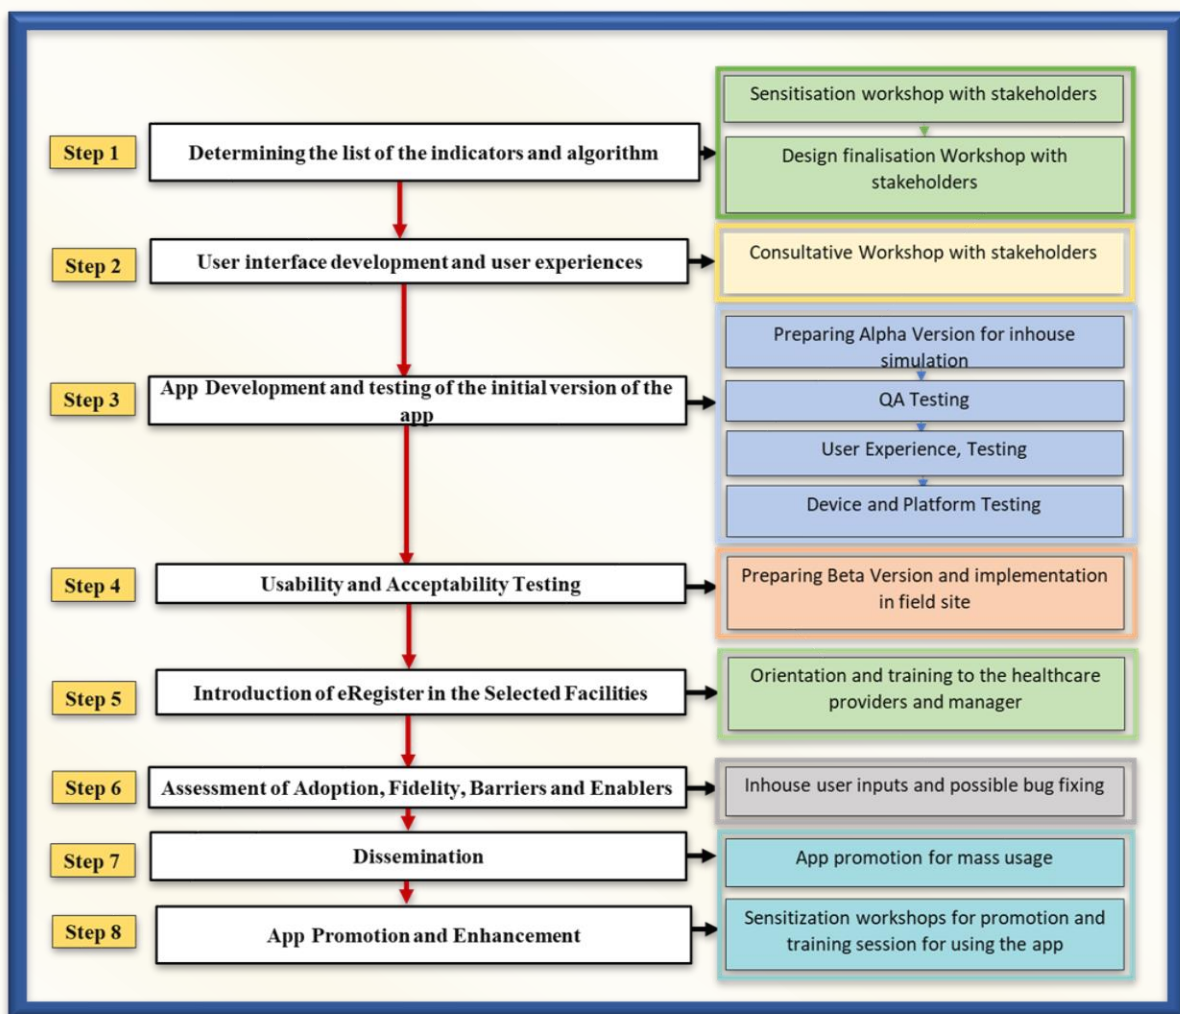 Step 1
Determining the list of the indicators and algorithm
Sensitisation workshop with stakeholders
Design finalisation Workshop with
stakeholders
Step 2
User interface development and user experiences
Consultative Workshop with stakeholders
Step 3
App Development and testing of the initial version of the
app
Preparing Alpha Version for inhouse
simulation
QA Testing
User Experience, Testing
Device and Platform Testing
Step 4
Usability and Acceptability Testing
Preparing Beta Version and implementation
in field site
Step 5
Introduction of eRegister in the Selected Facilities
Orientation and training to the healthcare
providers and manager
Step 6
Assessment of Adoption, Fidelity, Barriers and Enablers
Inhouse user inputs and possible bug fixing
Step 7
Dissemination
App promotion for mass usage
Step 8
App Promotion and Enhancement
Sensitization workshops for promotion and
training session for using the app